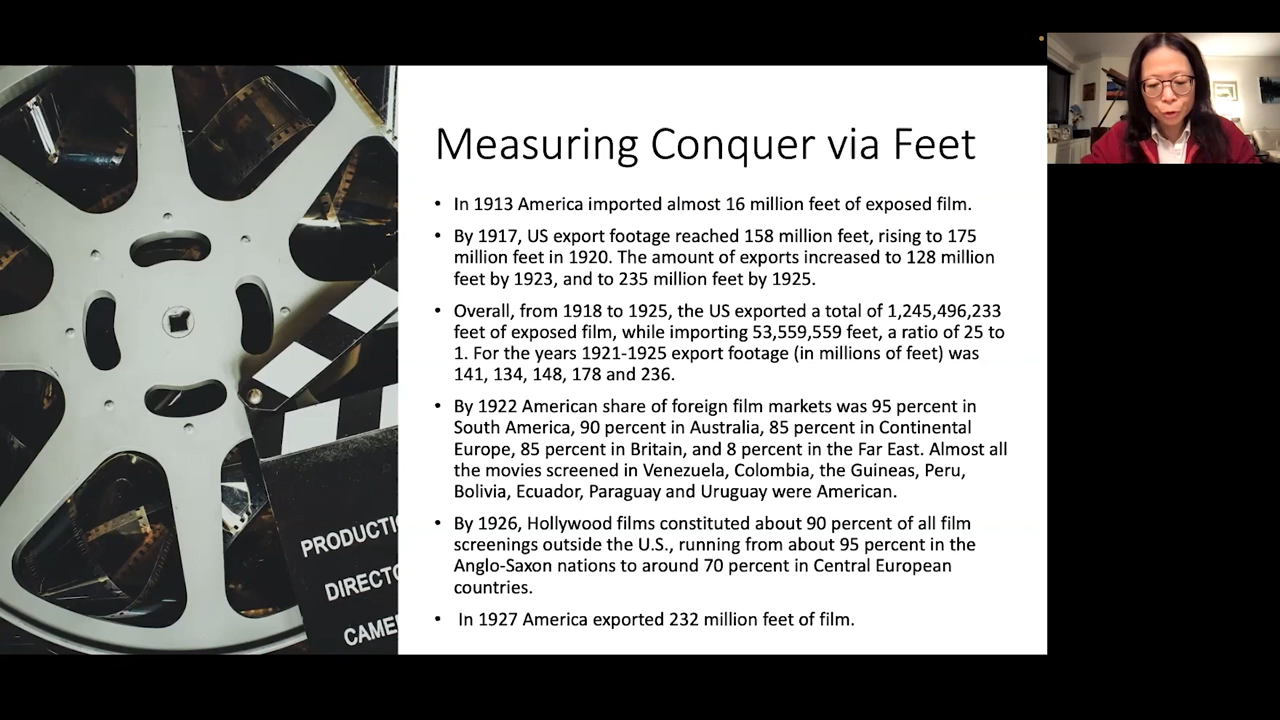 Measuring Conquer via Feet
• In 1913 America imported almost 16 million feet of exposed film.
• By 1917, US export footage reached 158 million feet, rising to 175
million feet in 1920. The amount of exports increased to 128 million
feet by 1923, and to 235 million feet by 1925.
• Overall, from 1918 to 1925, the US exported a total of 1,245,496,233
feet of exposed film, while importing 53,559,559 feet, a ratio of 25 to
1. For the years 1921-1925 export footage (in millions of feet) was
141, 134, 148, 178 and 236.
• By 1922 American share of foreign film markets was 95 percent in
South America, 90 percent in Australia, 85 percent in Continental
Europe, 85 percent in Britain, and 8 percent in the Far East. Almost all
the movies screened in Venezuela, Colombia, the Guineas, Peru,
Bolivia, Ecuador, Paraguay and Uruguay were American.
• By 1926, Hollywood films constituted about 90 percent of all film
screenings outside the U.S., running from about 95 percent in the
Anglo-Saxon nations to around 70 percent in Central European
countries.
• In 1927 America exported 232 million feet of film.
PRODUCTI
DIRECTO
CAME